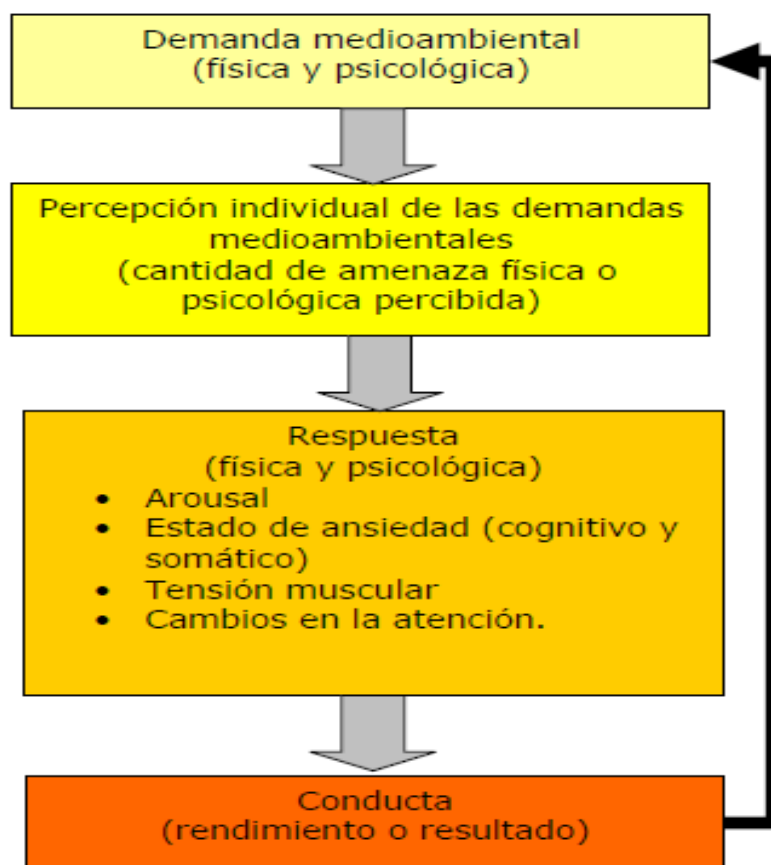 Demanda medioambiental
(física y psicológica)
Percepción individual de las demandas
medioambientales
(cantidad de amenaza física o
psicológica percibida)
Respuesta
(física y psicológica)
• Arousal
• Estado de ansiedad (cognitivo y
somático)
• Tensión muscular
• Cambios en la atención.
Conducta
(rendimiento o resultado)